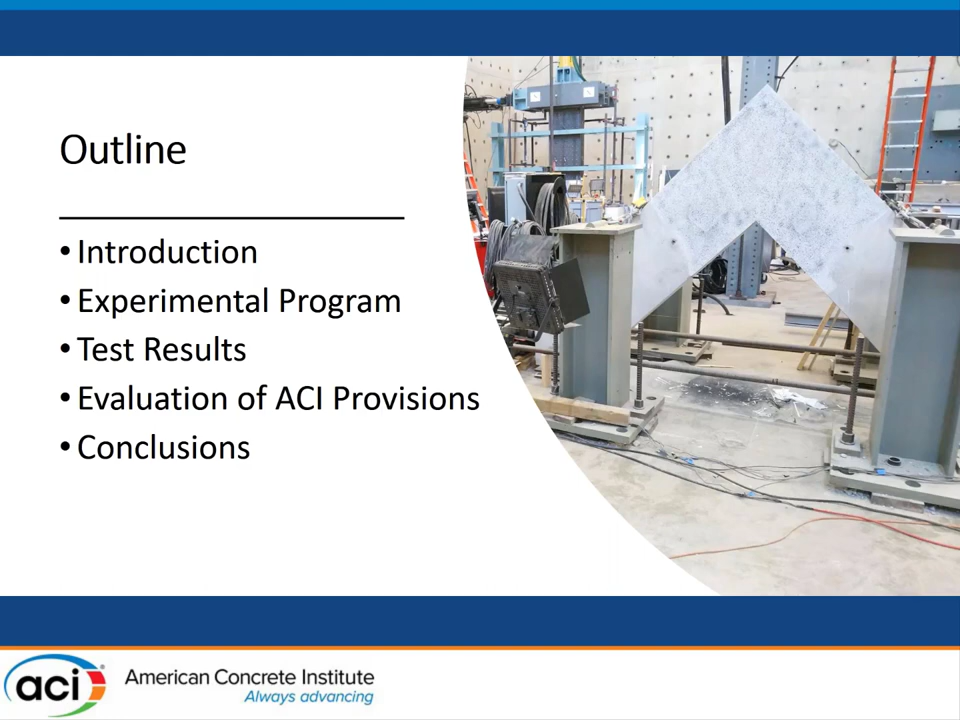 Outline
• Introduction
• Experimental Program
• Test Results
• Evaluation of ACI Provisions
• Conclusions
aci
American Concrete Institute
Always advancing